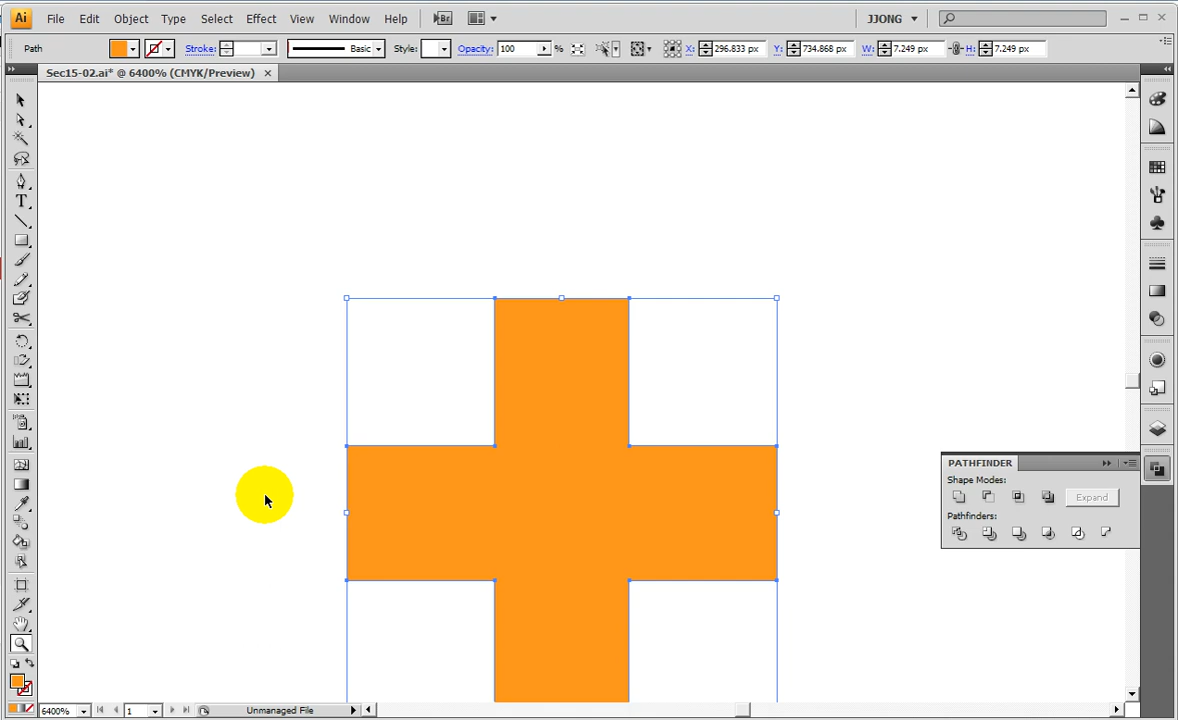 Ai File Edit Object Type Select Effect View Window Help Br JJONG
Path Stroke: Basic Style: Opacity: 100 % X: 296.833 px Y: 734.868 px W: 7.249 px H: 7.249 px
Sec15-02.ai* @ 6400% (CMYK/Preview)
T
PATHFINDER
Shape Modes:
Expand
Pathfinders:
6400% 1 Unmanaged File